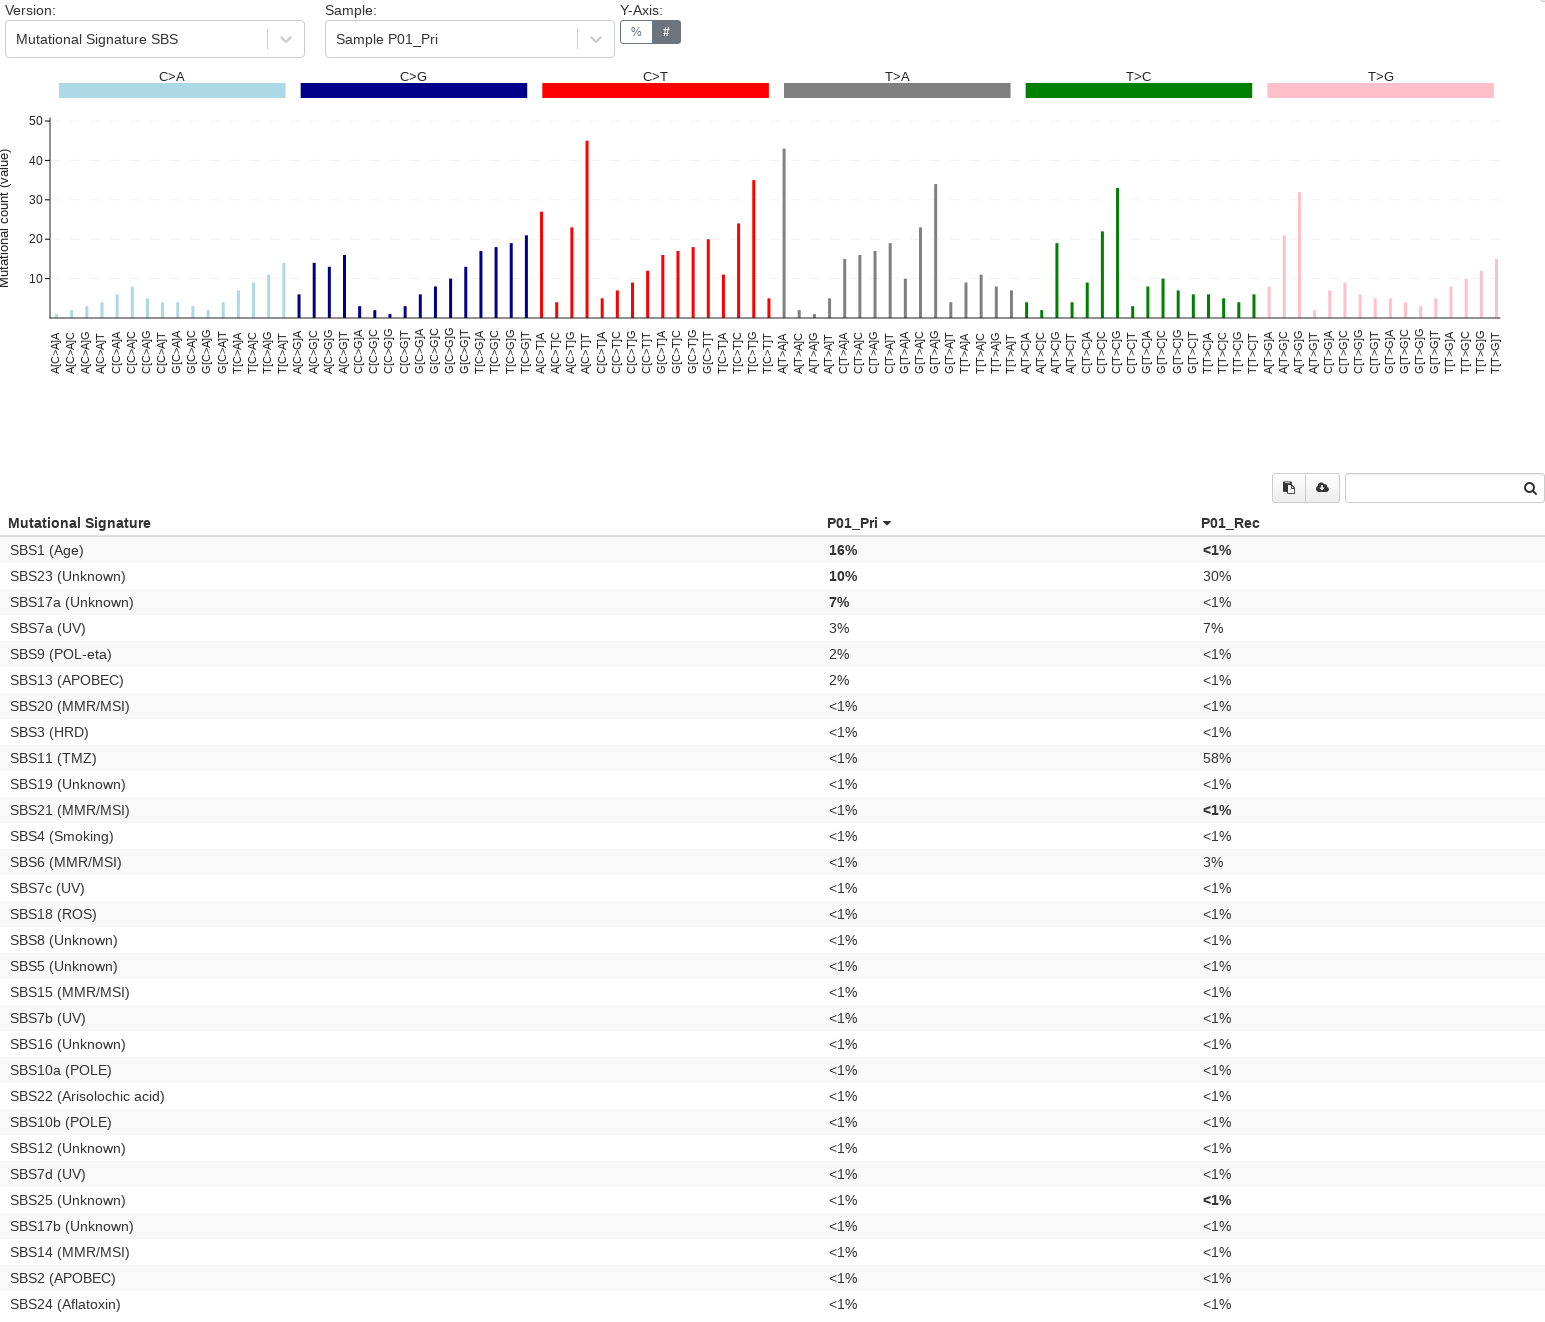 Version: Sample: Y-Axis:
Mutational Signature SBS Sample P01_Pri % #
C>A C>G C>T T>A T>C T>G
Mutational count (value)
50
40
30
20
10
A[C>A]A A[C>A]C A[C>A]G A[C>A]T C[C>A]A C[C>A]C C[C>A]G C[C>A]T G[C>A]A G[C>A]C G[C>A]G G[C>A]T T[C>A]A T[C>A]C T[C>A]G T[C>A]T A[C>G]A A[C>G]C A[C>G]G A[C>G]T C[C>G]A C[C>G]C C[C>G]G C[C>G]T G[C>G]A G[C>G]C G[C>G]G G[C>G]T T[C>G]A T[C>G]C T[C>G]G T[C>G]T A[C>T]A A[C>T]C A[C>T]G A[C>T]T C[C>T]A C[C>T]C C[C>T]G C[C>T]T G[C>T]A G[C>T]C G[C>T]G G[C>T]T T[C>T]A T[C>T]C T[C>T]G T[C>T]T A[T>A]A A[T>A]C A[T>A]G A[T>A]T C[T>A]A C[T>A]C C[T>A]G C[T>A]T G[T>A]A G[T>A]C G[T>A]G G[T>A]T T[T>A]A T[T>A]C T[T>A]G T[T>A]T A[T>C]A A[T>C]C A[T>C]G A[T>C]T C[T>C]A C[T>C]C C[T>C]G C[T>C]T G[T>C]A G[T>C]C G[T>C]G G[T>C]T T[T>C]A T[T>C]C T[T>C]G T[T>C]T A[T>G]A A[T>G]C A[T>G]G A[T>G]T C[T>G]A C[T>G]C C[T>G]G C[T>G]T G[T>G]A G[T>G]C G[T>G]G G[T>G]T T[T>G]A T[T>G]C T[T>G]G T[T>G]T
Mutational Signature P01_Pri P01_Rec
SBS1 (Age) 16% <1%
SBS23 (Unknown) 10% 30%
SBS17a (Unknown) 7% <1%
SBS7a (UV) 3% 7%
SBS9 (POL-eta) 2% <1%
SBS13 (APOBEC) 2% <1%
SBS20 (MMR/MSI) <1% <1%
SBS3 (HRD) <1% <1%
SBS11 (TMZ) <1% 58%
SBS19 (Unknown) <1% <1%
SBS21 (MMR/MSI) <1% <1%
SBS4 (Smoking) <1% <1%
SBS6 (MMR/MSI) <1% 3%
SBS7c (UV) <1% <1%
SBS18 (ROS) <1% <1%
SBS8 (Unknown) <1% <1%
SBS5 (Unknown) <1% <1%
SBS15 (MMR/MSI) <1% <1%
SBS7b (UV) <1% <1%
SBS16 (Unknown) <1% <1%
SBS10a (POLE) <1% <1%
SBS22 (Arisolochic acid) <1% <1%
SBS10b (POLE) <1% <1%
SBS12 (Unknown) <1% <1%
SBS7d (UV) <1% <1%
SBS25 (Unknown) <1% <1%
SBS17b (Unknown) <1% <1%
SBS14 (MMR/MSI) <1% <1%
SBS2 (APOBEC) <1% <1%
SBS24 (Aflatoxin) <1% <1%